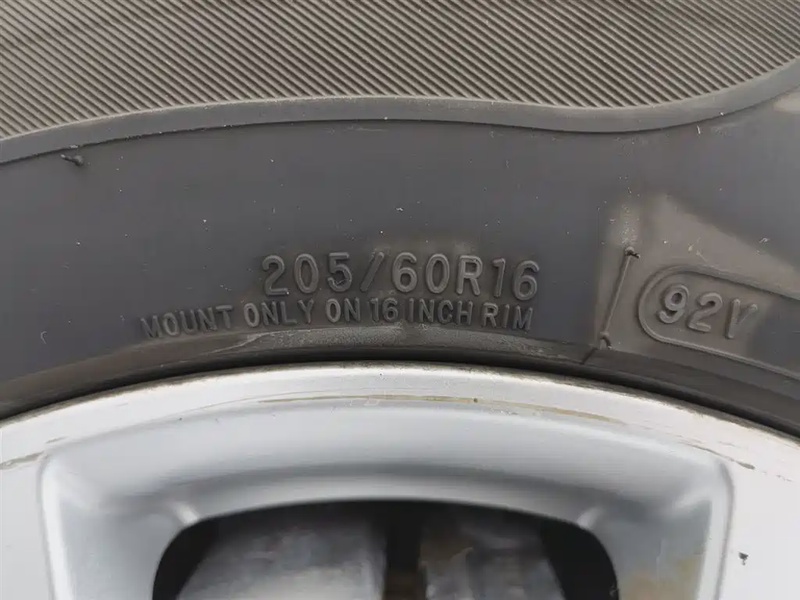 205/60R16
MOUNT ONLY ON 16 INCH RIM
92V